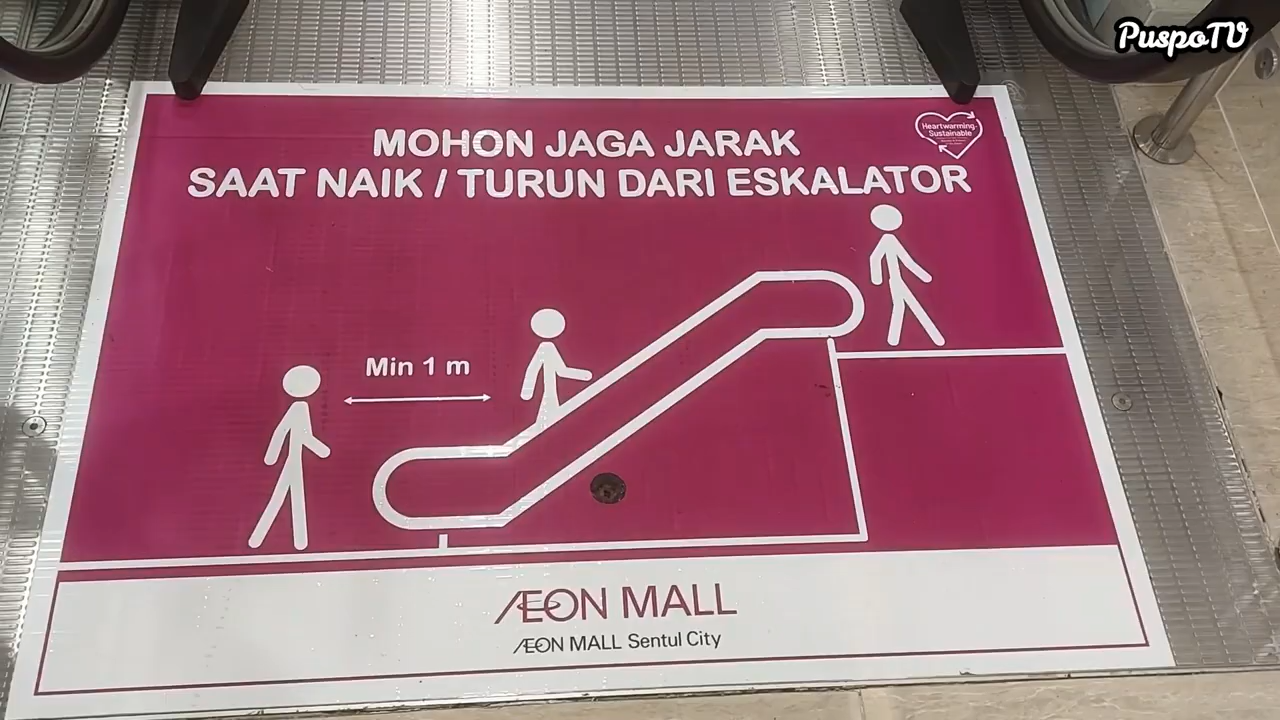 PuspoTV
MOHON JAGA JARAK
SAAT NAIK / TURUN DARI ESKALATOR
Heartwarming
Sustainable
Min 1 m
ÆON MALL
ÆON MALL Sentul City